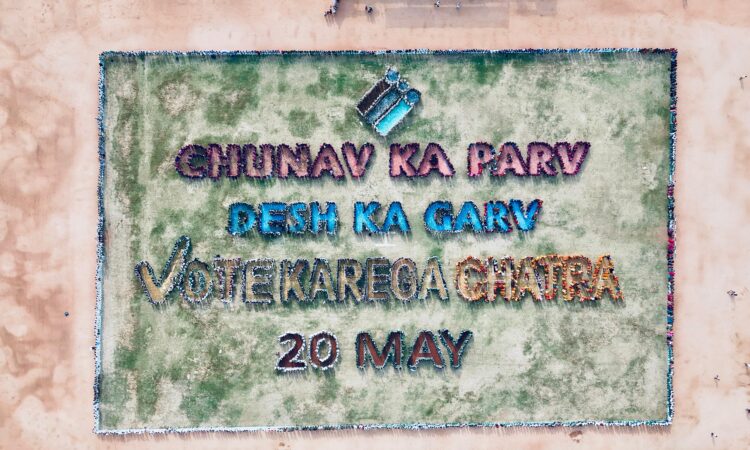 CHUNAV KA PARV
DESH KA GARV
VOTE KAREGA CHATRA
20 MAY